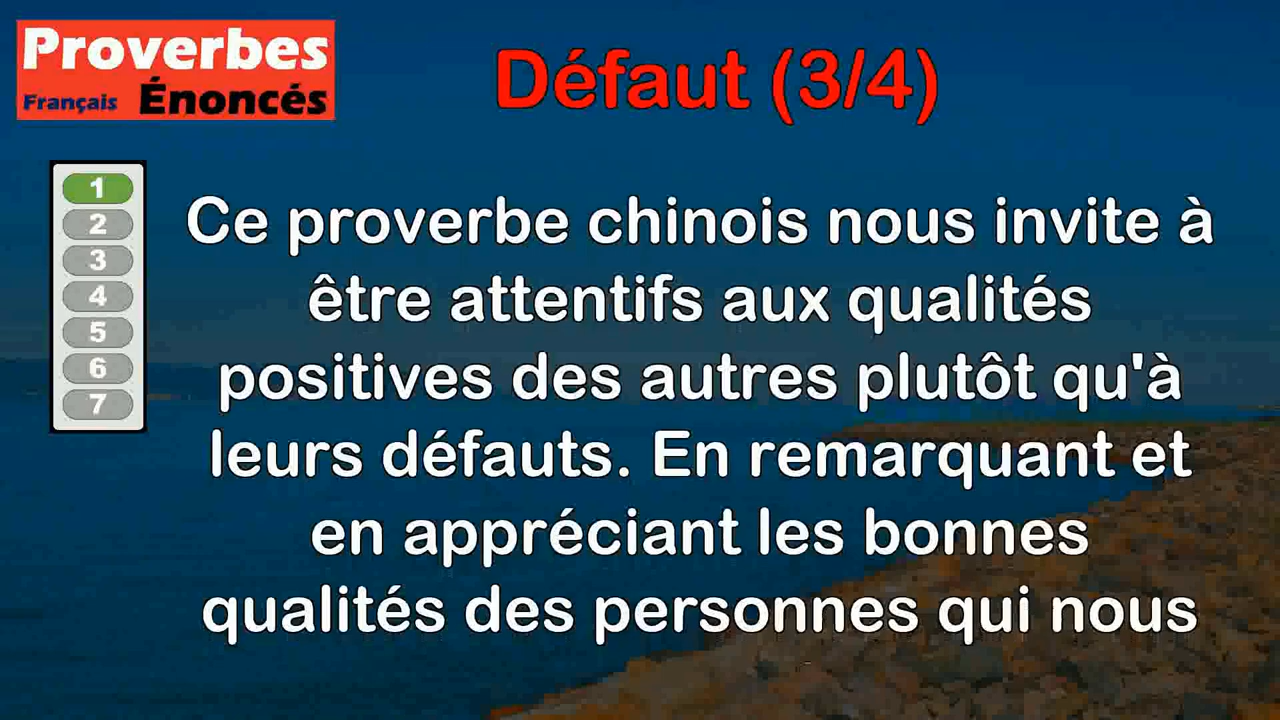 Proverbes
Français Énoncés
Défaut (3/4)
1
2
3
4
5
6
7
Ce proverbe chinois nous invite à
être attentifs aux qualités
positives des autres plutôt qu'à
leurs défauts. En remarquant et
en appréciant les bonnes
qualités des personnes qui nous